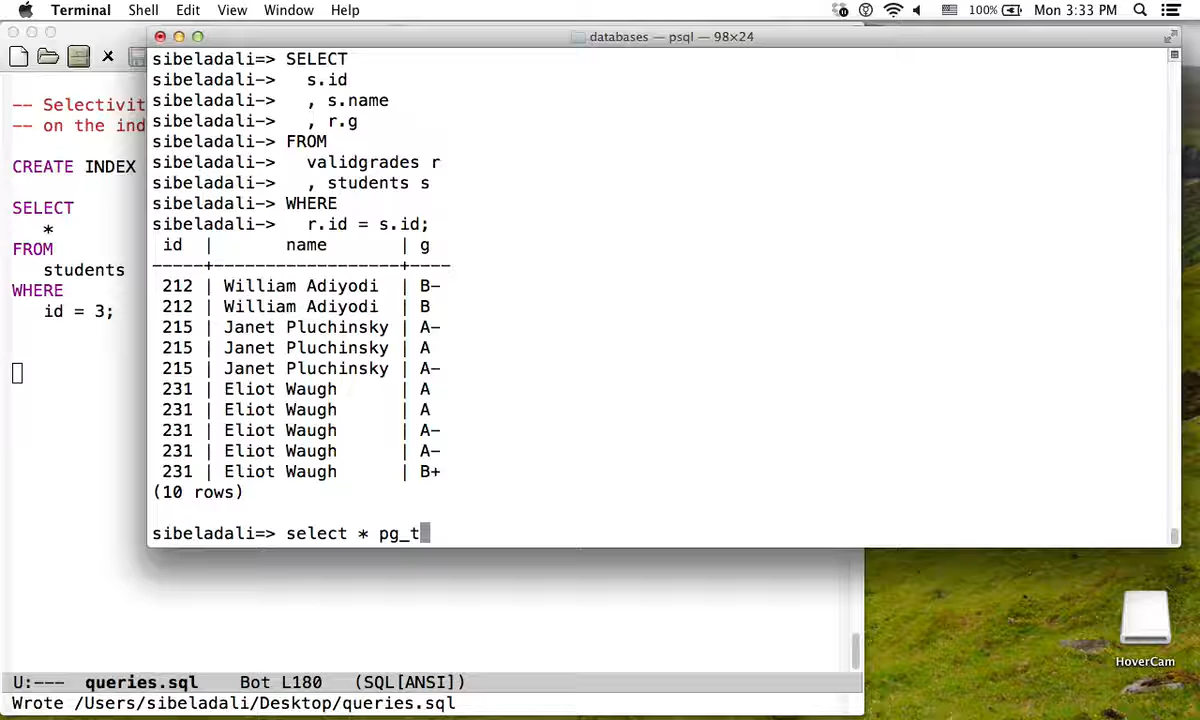 Terminal Shell Edit View Window Help 100% Mon 3:33 PM
databases — psql — 98×24
-- Selectivit
-- on the ind
CREATE INDEX
SELECT
*
FROM
students
WHERE
id = 3;
sibeladali=> SELECT
sibeladali-> s.id
sibeladali-> , s.name
sibeladali-> , r.g
sibeladali-> FROM
sibeladali-> validgrades r
sibeladali-> , students s
sibeladali-> WHERE
sibeladali-> r.id = s.id;
id | name | g
-----+------------------+----
212 | William Adiyodi | B-
212 | William Adiyodi | B
215 | Janet Pluchinsky | A-
215 | Janet Pluchinsky | A
215 | Janet Pluchinsky | A-
231 | Eliot Waugh | A
231 | Eliot Waugh | A
231 | Eliot Waugh | A-
231 | Eliot Waugh | A-
231 | Eliot Waugh | B+
(10 rows)
sibeladali=> select * pg_t
HoverCam
U:--- queries.sql Bot L180 (SQL[ANSI])
Wrote /Users/sibeladali/Desktop/queries.sql